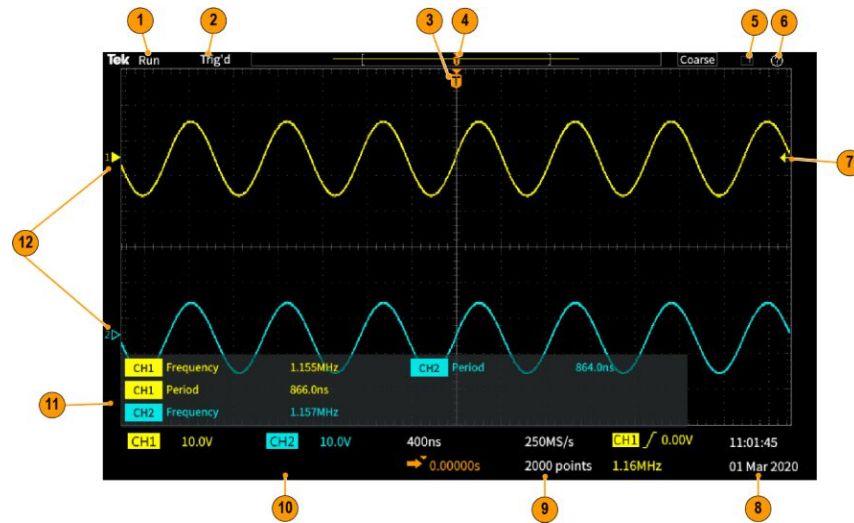 1 2 3 4 5 6
Tek Run Trig'd T Coarse ?
T
1
7
12
2
CH1 Frequency 1.155MHz CH2 Period 864.0ns
CH1 Period 866.0ns
CH2 Frequency 1.157MHz
11
CH1 10.0V CH2 10.0V 400ns 250MS/s CH1 0.00V 11:01:45
0.00000s 2000 points 1.16MHz 01 Mar 2020
10 9 8